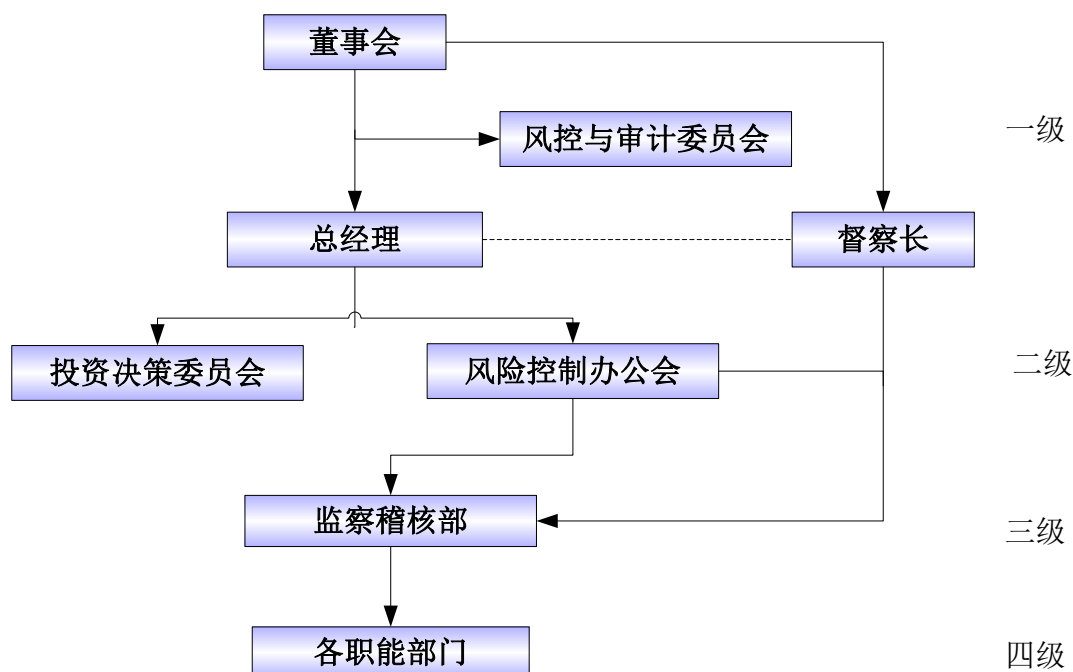 董事会
风控与审计委员会
一级
总经理
督察长
投资决策委员会
风险控制办公会
二级
监察稽核部
三级
各职能部门
四级